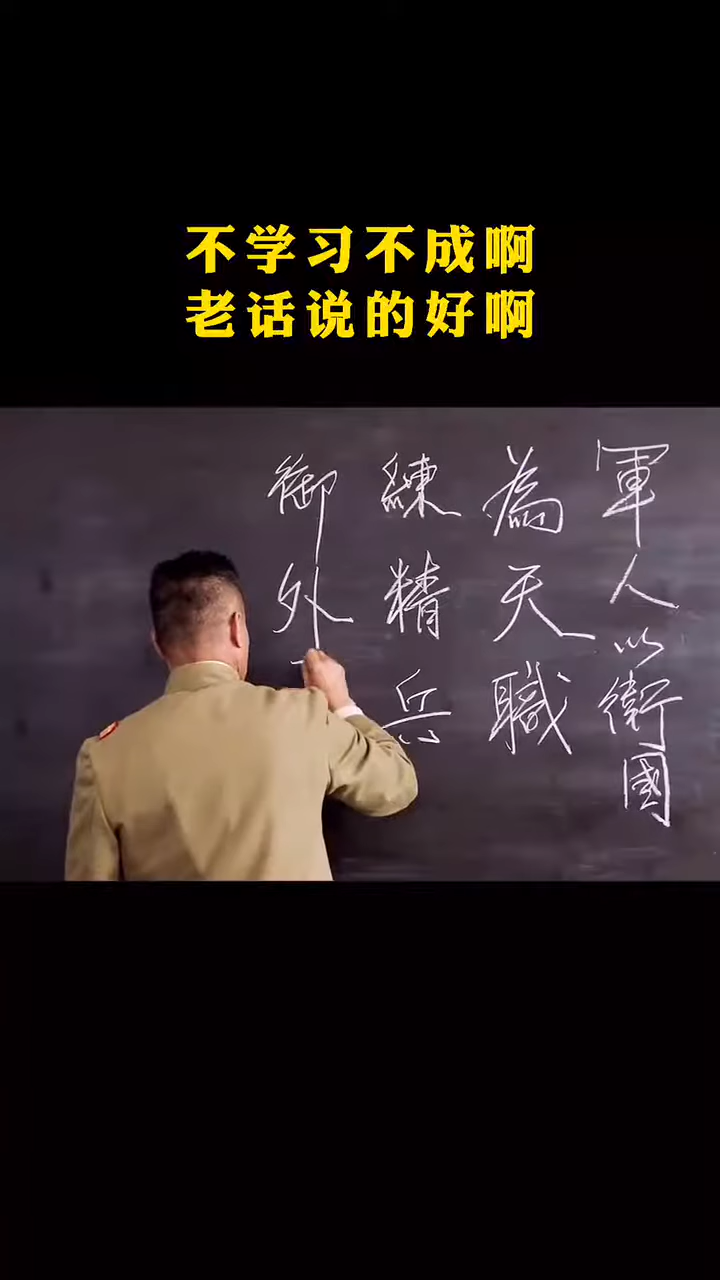 不学习不成啊
老话说的好啊
軍人以衛國
為天職
練精兵
御外